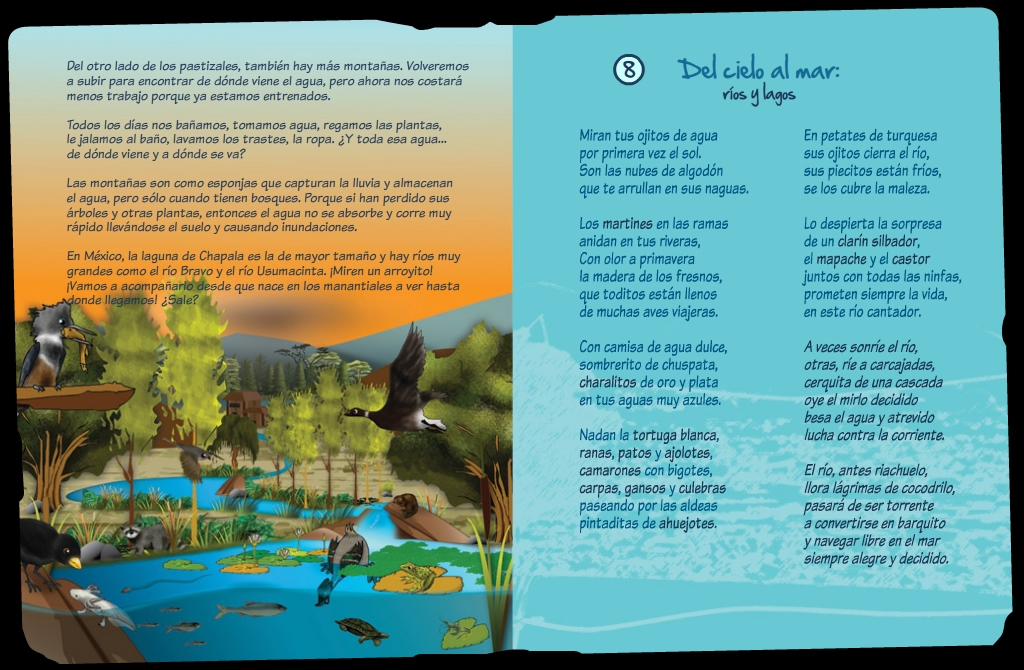 Del otro lado de los pastizales, también hay más montañas. Volveremos
a subir para encontrar de dónde viene el agua, pero ahora nos costará
menos trabajo porque ya estamos entrenados.
Todos los días nos bañamos, tomamos agua, regamos las plantas,
le jalamos al baño, lavamos los trastes, la ropa. ¿Y toda esa agua...
de dónde viene y a dónde se va?
Las montañas son como esponjas que capturan la lluvia y almacenan
el agua, pero sólo cuando tienen bosques. Porque si han perdido sus
árboles y otras plantas, entonces el agua no se absorbe y corre muy
rápido llevándose el suelo y causando inundaciones.
En México, la laguna de Chapala es la de mayor tamaño y hay ríos muy
grandes como el río Bravo y el río Usumacinta. ¡Miren un arroyito!
¡Vamos a acompañarlo desde que nace en los manantiales a ver hasta
donde llegamos! ¿Sale?
8 Del cielo al mar:
ríos y lagos
Miran tus ojitos de agua
por primera vez el sol.
Son las nubes de algodón
que te arrullan en sus naguas.
Los martines en las ramas
anidan en tus riveras,
Con olor a primavera
la madera de los fresnos,
que toditos están llenos
de muchas aves viajeras.
Con camisa de agua dulce,
sombrerito de chuspata,
charalitos de oro y plata
en tus aguas muy azules.
Nadan la tortuga blanca,
ranas, patos y ajolotes,
camarones con bigotes,
carpas, gansos y culebras
paseando por las aldeas
pintaditas de ahuejotes.
En petates de turquesa
sus ojitos cierra el río,
sus piecitos están fríos,
se los cubre la maleza.
Lo despierta la sorpresa
de un clarín silbador,
el mapache y el castor
juntos con todas las ninfas,
prometen siempre la vida,
en este río cantador.
A veces sonríe el río,
otras, ríe a carcajadas,
cerquita de una cascada
oye el mirlo decidido
besa el agua y atrevido
lucha contra la corriente.
El río, antes riachuelo,
llora lágrimas de cocodrilo,
pasará de ser torrente
a convertirse en barquito
y navegar libre en el mar
siempre alegre y decidido.